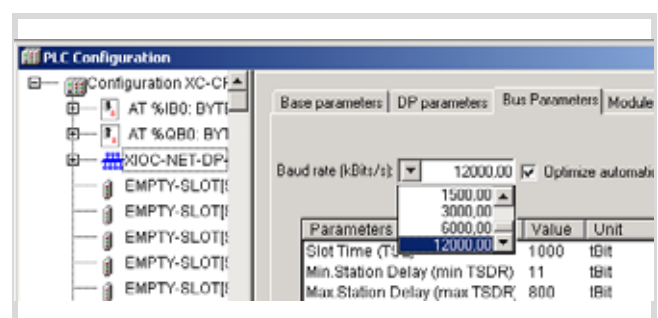 PLC Configuration
Configuration XC-CF
AT %IB0: BYTI
AT %QB0: BYT
XIOC-NET-DP-
EMPTY-SLOT[S
EMPTY-SLOT[S
EMPTY-SLOT[S
EMPTY-SLOT[S
EMPTY-SLOT[S
Base parameters DP parameters Bus Parameters Module
Baud rate (kBits/s): 12000.00 Optimize automatic
1500,00
3000,00
6000,00
12000,00
Parameters Value Unit
Slot Time 1000 tBit
Min.Station Delay (min TSDR) 11 tBit
Max.Station Delay (max TSDR 800 tBit